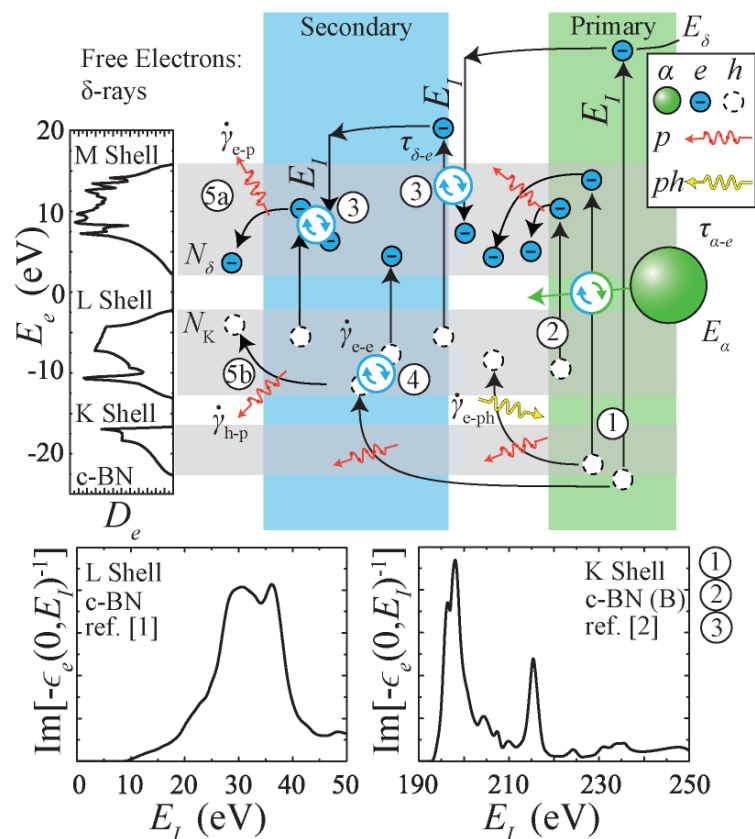 Free Electrons:
δ-rays
Secondary
Primary
E_δ
α e h
p
ph
E_I
E_I
E_I
τ_δ-e
τ_α-e
E_α
γ̇_e-p
5a
3
3
N_δ
N_K
γ̇_e-e
4
2
1
5b
γ̇_h-p
γ̇_e-ph
M Shell
L Shell
K Shell
c-BN
20
10
0
-10
-20
E_e (eV)
D_e
L Shell
c-BN
ref. [1]
Im[-ϵ_e(0,E_I)^-1]
0 10 20 30 40 50
E_I (eV)
K Shell
c-BN (B)
ref. [2]
Im[-ϵ_e(0,E_I)^-1]
190 210 230 250
E_I (eV)
1
2
3